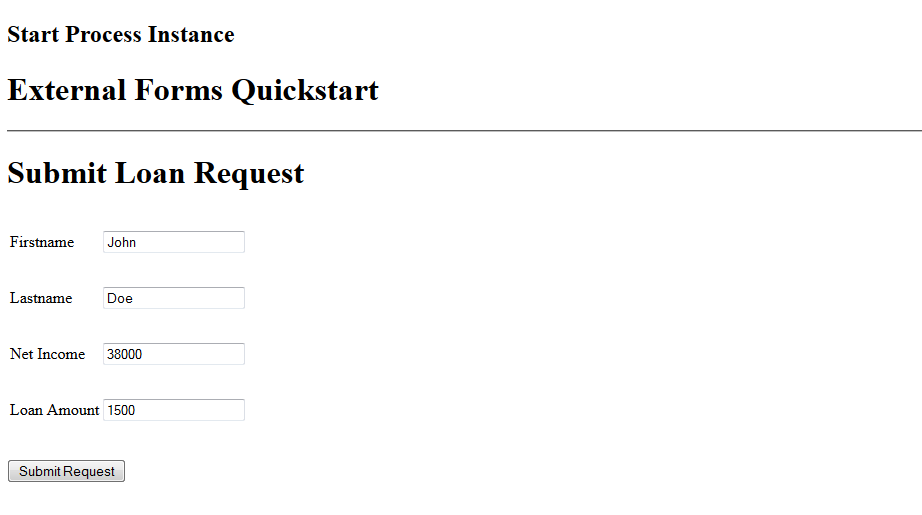 Start Process Instance
External Forms Quickstart
Submit Loan Request
Firstname John
Lastname Doe
Net Income 38000
Loan Amount 1500
Submit Request